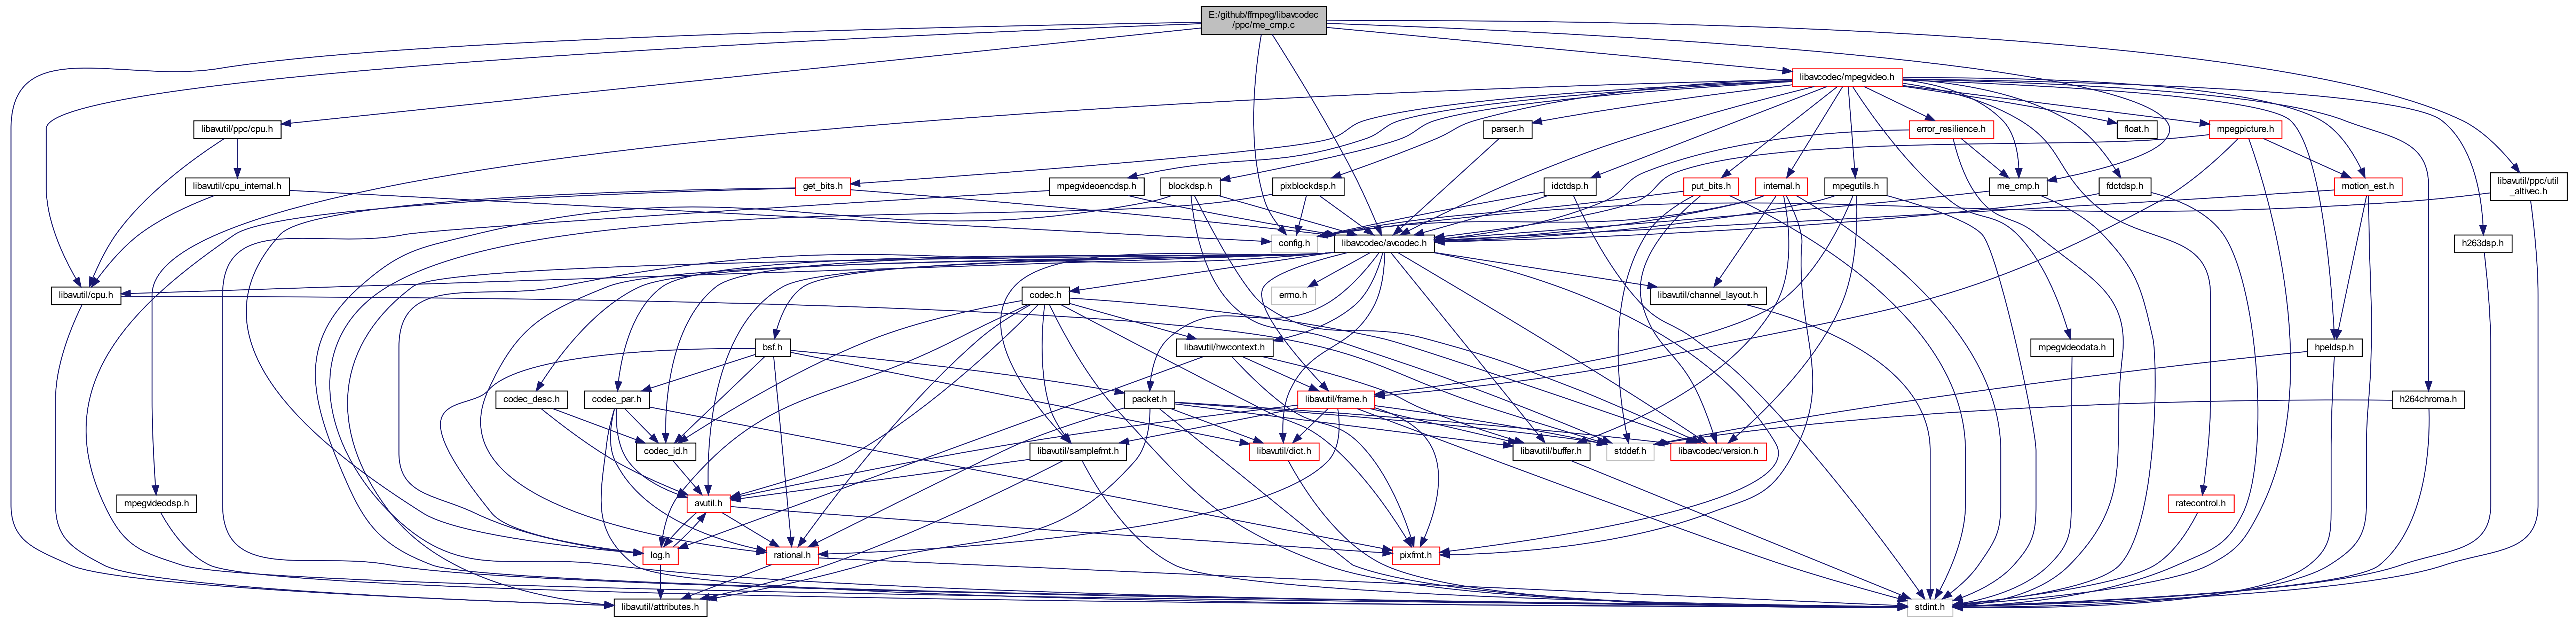 E:/github/ffmpeg/libavcodec
/ppc/me_cmp.c
libavcodec/mpegvideo.h
libavutil/ppc/cpu.h
parser.h
error_resilience.h
float.h
mpegpicture.h
libavutil/cpu_internal.h
get_bits.h
mpegvideoencdsp.h
blockdsp.h
pixblockdsp.h
idctdsp.h
put_bits.h
internal.h
mpegutils.h
me_cmp.h
fdctdsp.h
motion_est.h
libavutil/ppc/util
_altivec.h
config.h
libavcodec/avcodec.h
h263dsp.h
libavutil/cpu.h
codec.h
errno.h
libavutil/channel_layout.h
bsf.h
libavutil/hwcontext.h
mpegvideodata.h
hpeldsp.h
codec_desc.h
codec_par.h
packet.h
libavutil/frame.h
h264chroma.h
codec_id.h
libavutil/samplefmt.h
libavutil/dict.h
libavutil/buffer.h
stddef.h
libavcodec/version.h
mpegvideodsp.h
avutil.h
ratecontrol.h
log.h
rational.h
pixfmt.h
libavutil/attributes.h
stdint.h